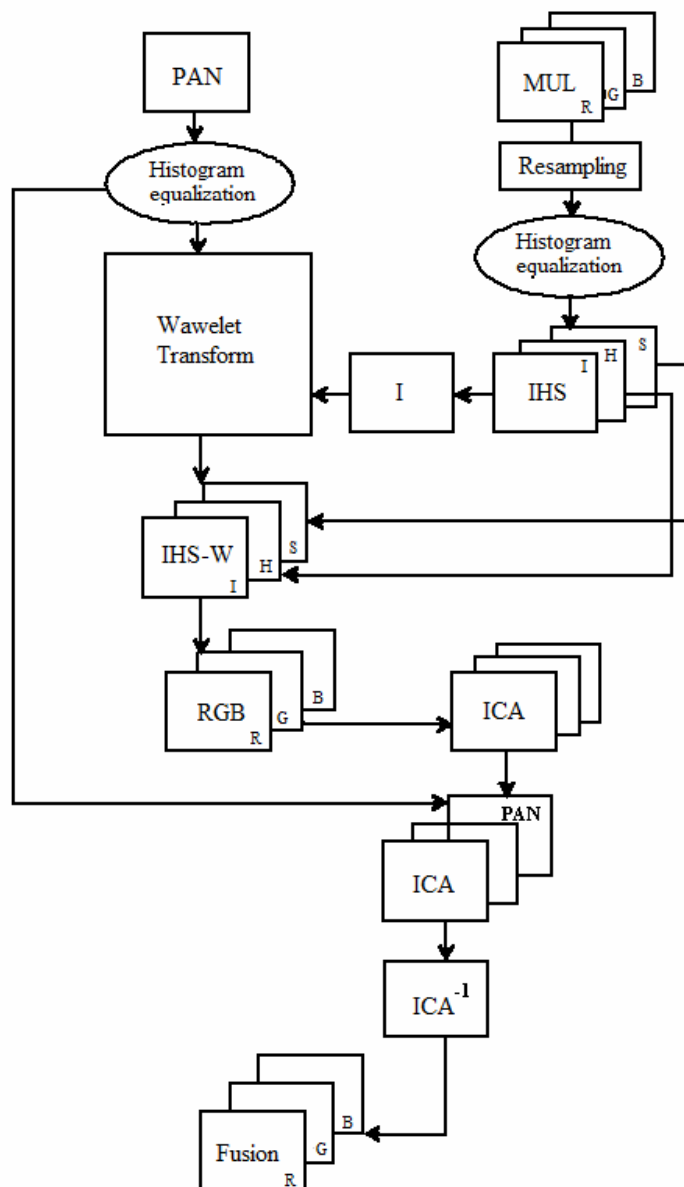 PAN
MUL
R
G
B
Histogram
equalization
Resampling
Histogram
equalization
Wawelet
Transform
I
IHS
I
H
S
IHS-W
I
H
S
RGB
R
G
B
ICA
PAN
ICA
ICA-1
Fusion
R
G
B